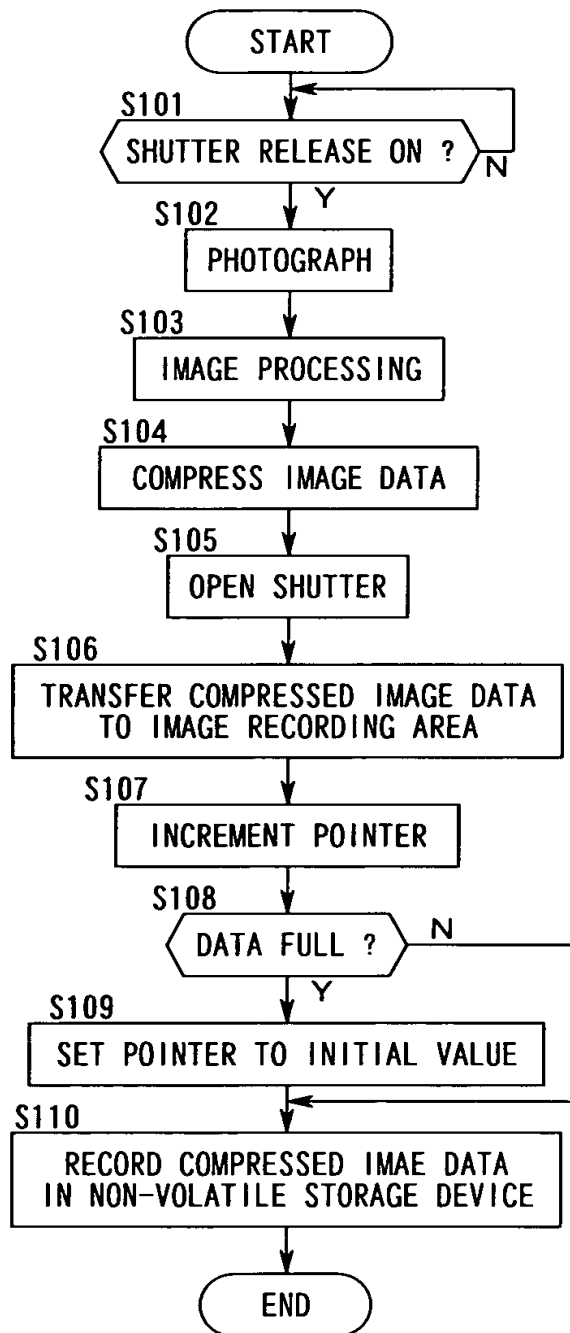 START
S101
SHUTTER RELEASE ON ?
N
Y
S102
PHOTOGRAPH
S103
IMAGE PROCESSING
S104
COMPRESS IMAGE DATA
S105
OPEN SHUTTER
S106
TRANSFER COMPRESSED IMAGE DATA
TO IMAGE RECORDING AREA
S107
INCREMENT POINTER
S108
DATA FULL ?
N
Y
S109
SET POINTER TO INITIAL VALUE
S110
RECORD COMPRESSED IMAE DATA
IN NON-VOLATILE STORAGE DEVICE
END